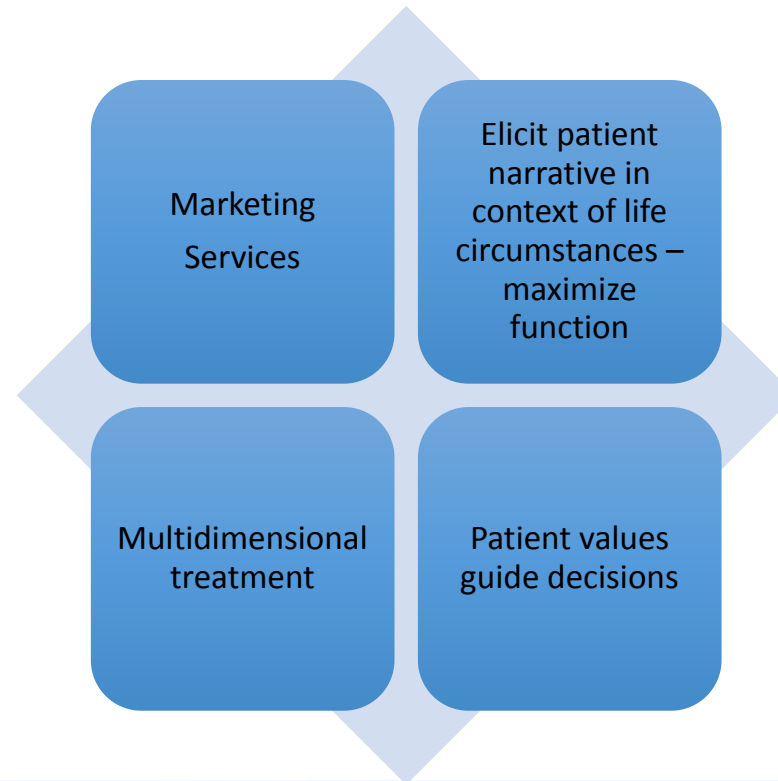 Marketing
Services
Elicit patient
narrative in
context of life
circumstances –
maximize
function
Multidimensional
treatment
Patient values
guide decisions